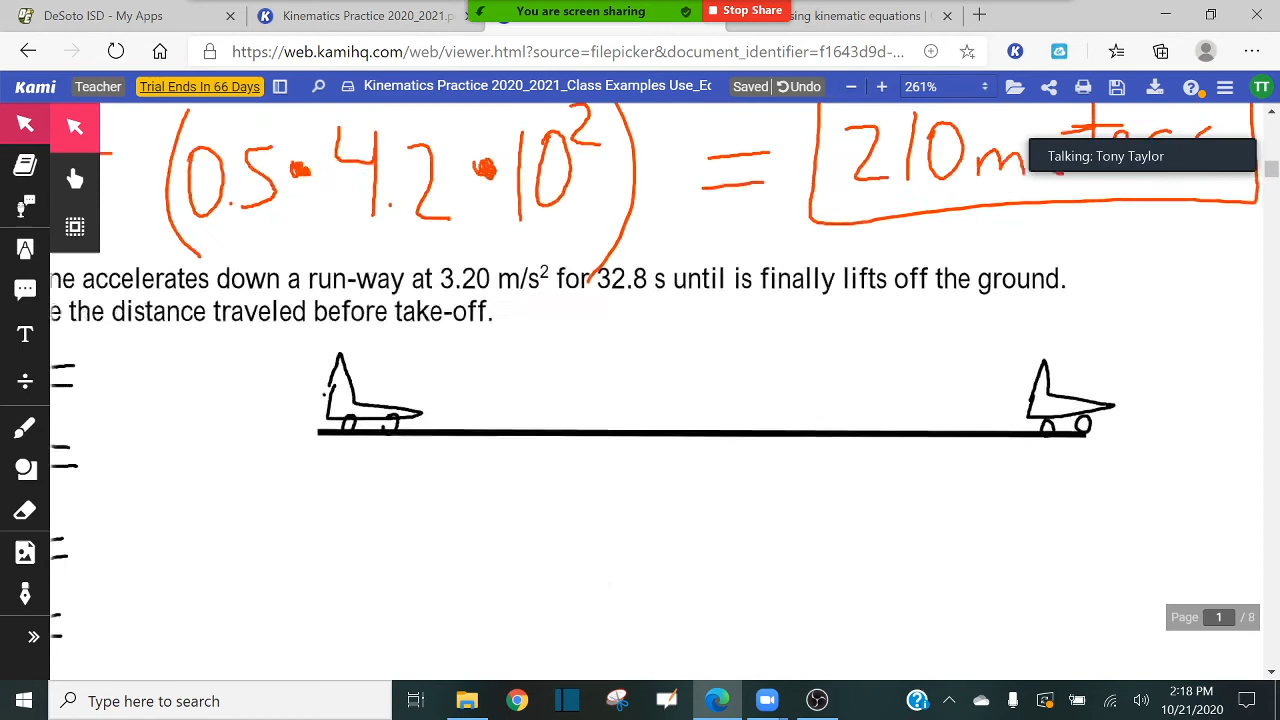 0.5 - My Apps
Kinematics Practice 2020_2021.p
You are screen sharing
Stop Share
sing kinematic equations (
https://web.kamihq.com/web/viewer.html?source=filepicker&document_identifier=f1643d9d-...
Kami
Teacher
Trial Ends In 66 Days
Kinematics Practice 2020_2021_Class Examples Use_Ec
Saved
Undo
261%
TT
(0.5 • 4.2 • 10²) = 210 m
Talking: Tony Taylor
ne accelerates down a run-way at 3.20 m/s² for 32.8 s until is finally lifts off the ground.
e the distance traveled before take-off.
=
=
=
=
Page 1 / 8
Type here to search
2:18 PM
10/21/2020